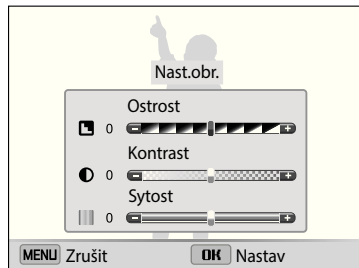 Nast.obr.
Ostrost
0
Kontrast
0
Sytost
0
MENU Zrušit OK Nastav